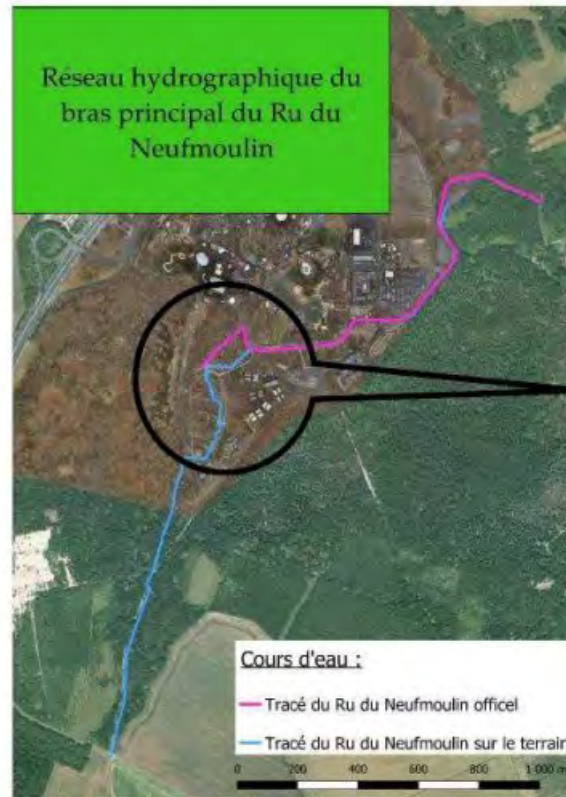 Réseau hydrographique du
bras principal du Ru du
Neufmoulin
Cours d'eau :
Tracé du Ru du Neufmoulin officel
Tracé du Ru du Neufmoulin sur le terrain
0 200 400 600 800 1 000 m